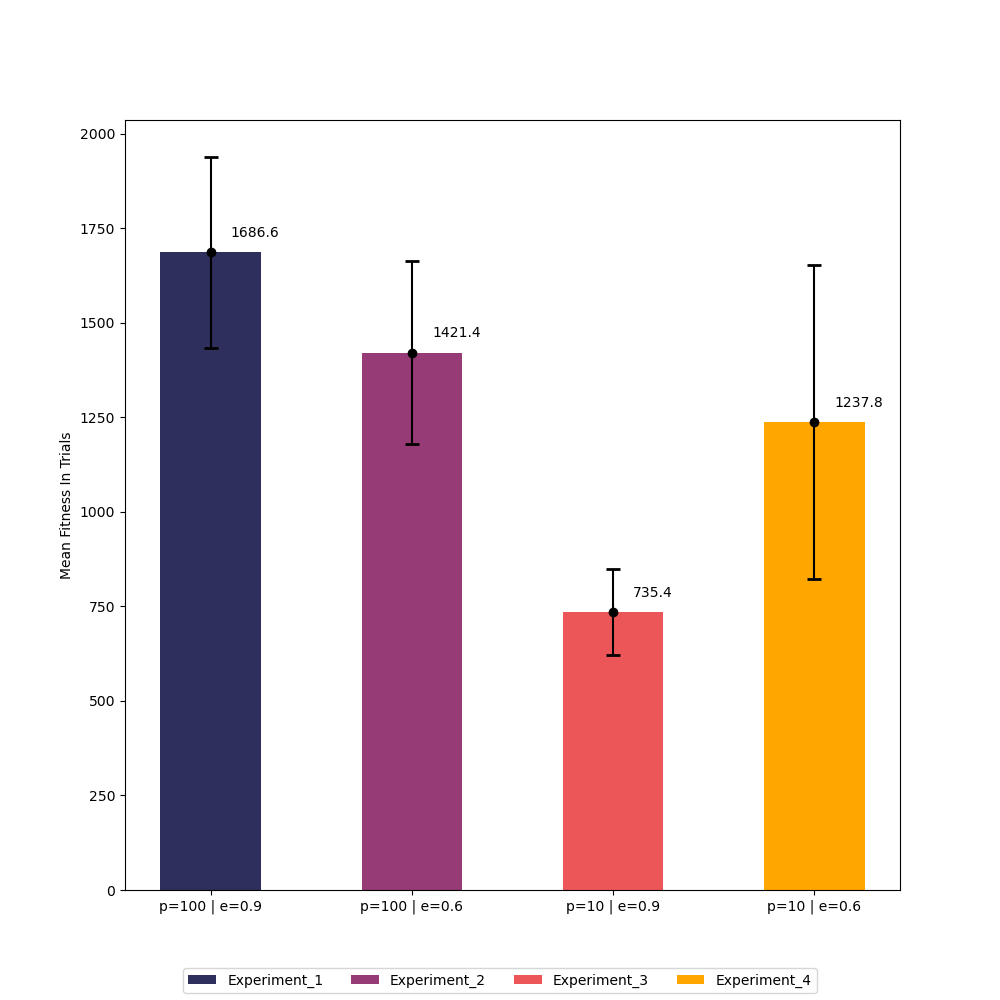 2000
1750
1500
1250
1000
750
500
250
0
Mean Fitness In Trials
1686.6
1421.4
735.4
1237.8
p=100 | e=0.9
p=100 | e=0.6
p=10 | e=0.9
p=10 | e=0.6
Experiment_1
Experiment_2
Experiment_3
Experiment_4